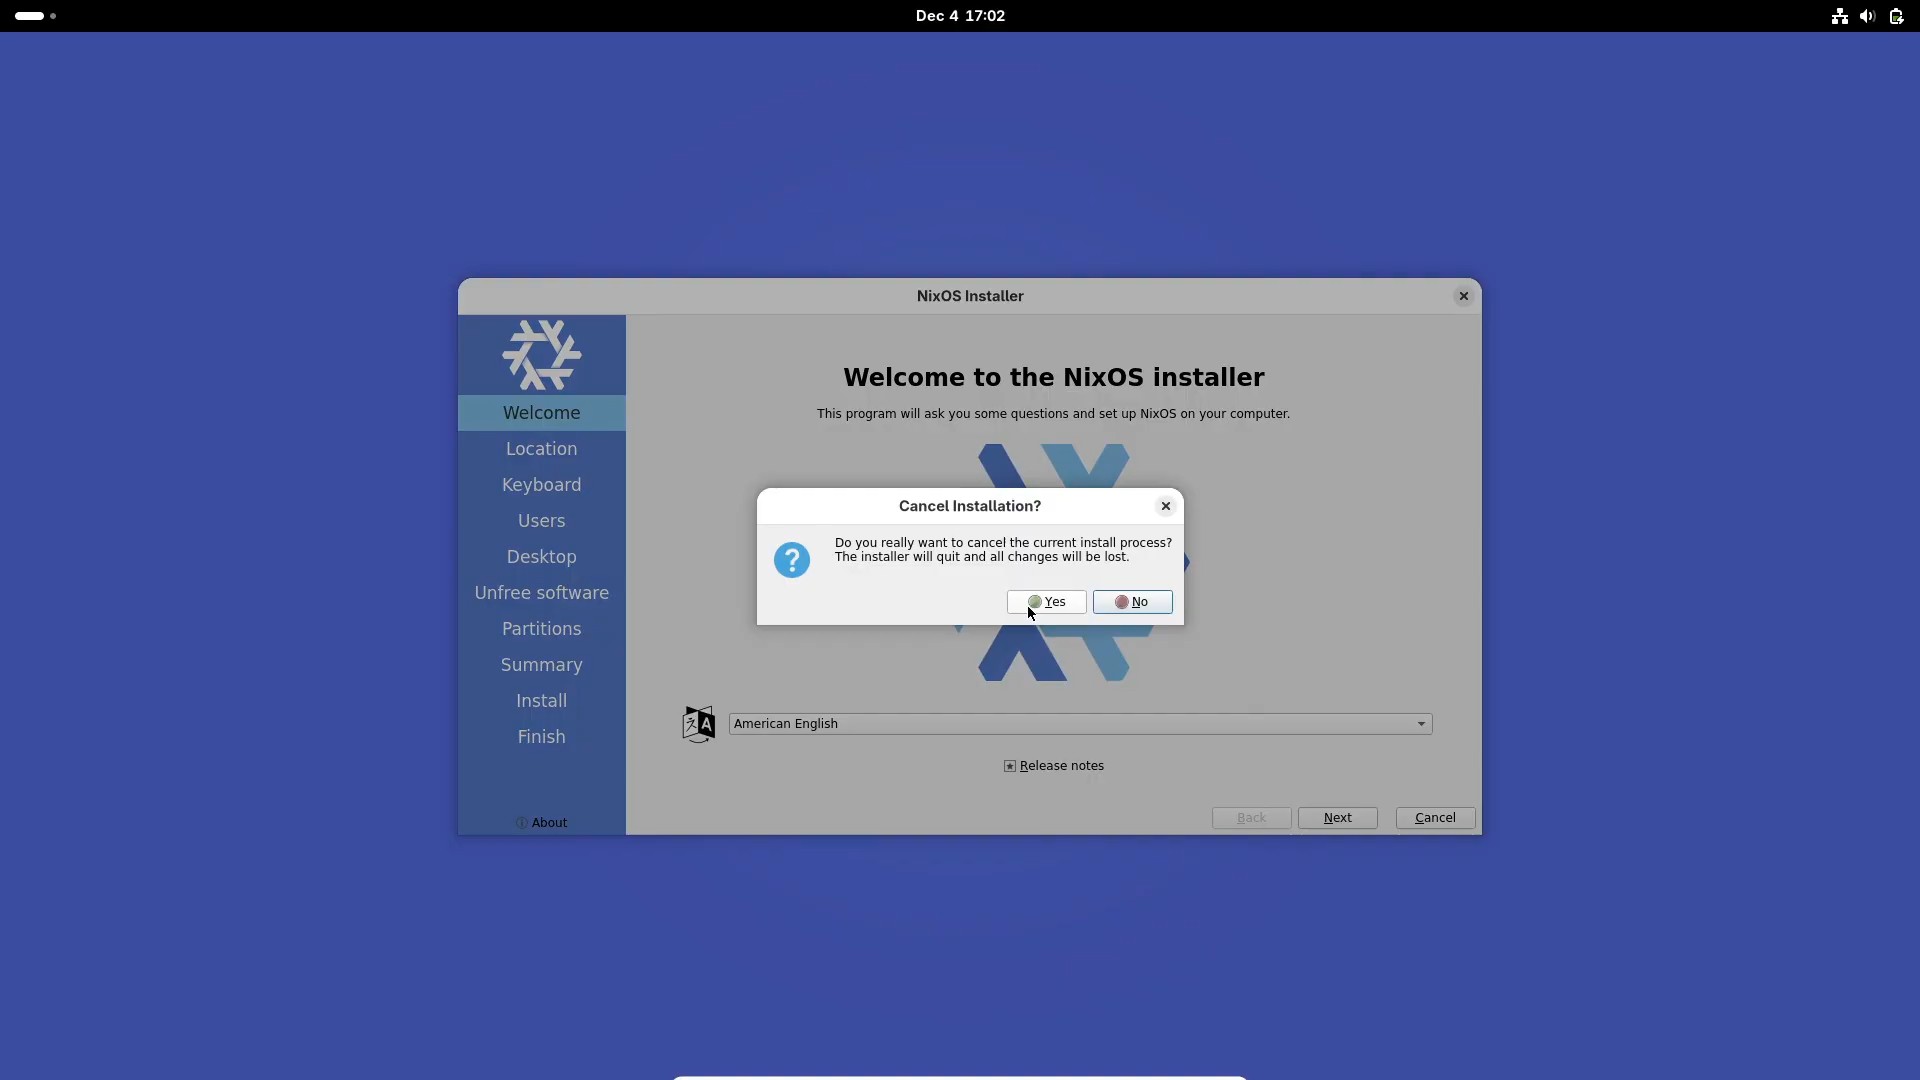 Dec 4 17:02
NixOS Installer
Welcome
Location
Keyboard
Users
Desktop
Unfree software
Partitions
Summary
Install
Finish
About
Welcome to the NixOS installer
This program will ask you some questions and set up NixOS on your computer.
Cancel Installation?
Do you really want to cancel the current install process?
The installer will quit and all changes will be lost.
Yes
No
American English
Release notes
Back
Next
Cancel